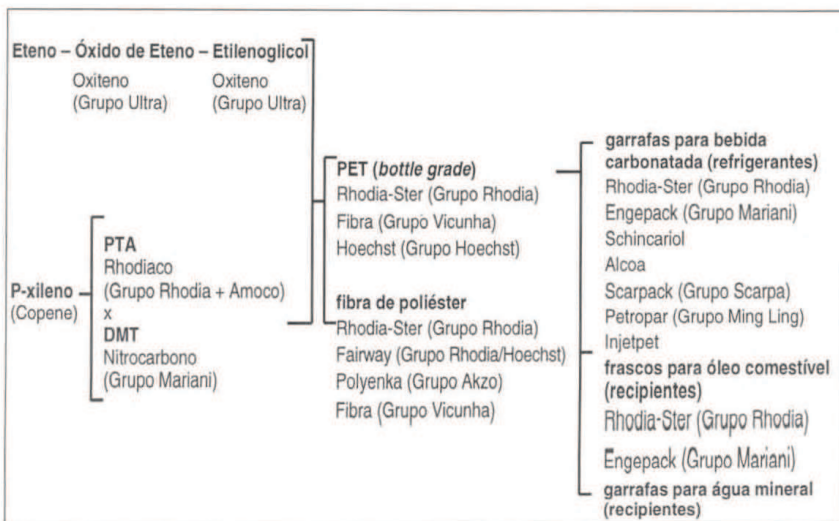 Eteno – Óxido de Eteno – Etilenoglicol
Oxiteno Oxiteno
(Grupo Ultra) (Grupo Ultra)
P-xileno
(Copene)
PTA
Rhodiaco
(Grupo Rhodia + Amoco)
x
DMT
Nitrocarbono
(Grupo Mariani)
PET (bottle grade)
Rhodia-Ster (Grupo Rhodia)
Fibra (Grupo Vicunha)
Hoechst (Grupo Hoechst)
fibra de poliéster
Rhodia-Ster (Grupo Rhodia)
Fairway (Grupo Rhodia/Hoechst)
Polyenka (Grupo Akzo)
Fibra (Grupo Vicunha)
garrafas para bebida
carbonatada (refrigerantes)
Rhodia-Ster (Grupo Rhodia)
Engepack (Grupo Mariani)
Schincariol
Alcoa
Scarpack (Grupo Scarpa)
Petropar (Grupo Ming Ling)
Injetpet
frascos para óleo comestível
(recipientes)
Rhodia-Ster (Grupo Rhodia)
Engepack (Grupo Mariani)
garrafas para água mineral
(recipientes)